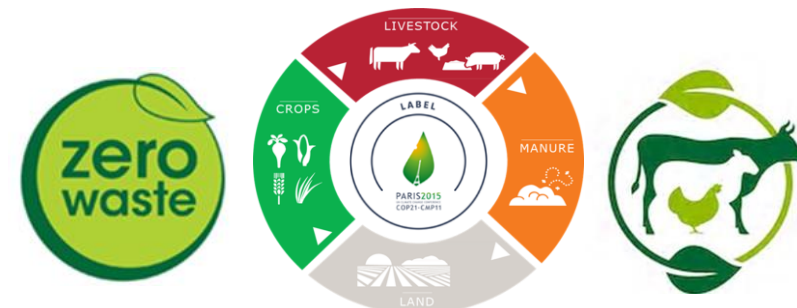 zero
waste
LIVESTOCK
CROPS
MANURE
LAND
LABEL
PARIS2015
COP21-CMP11